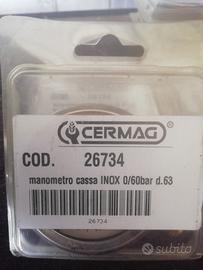 CERMAG
COD. 26734
manometro cassa INOX 0/60bar d.63
26734
subito